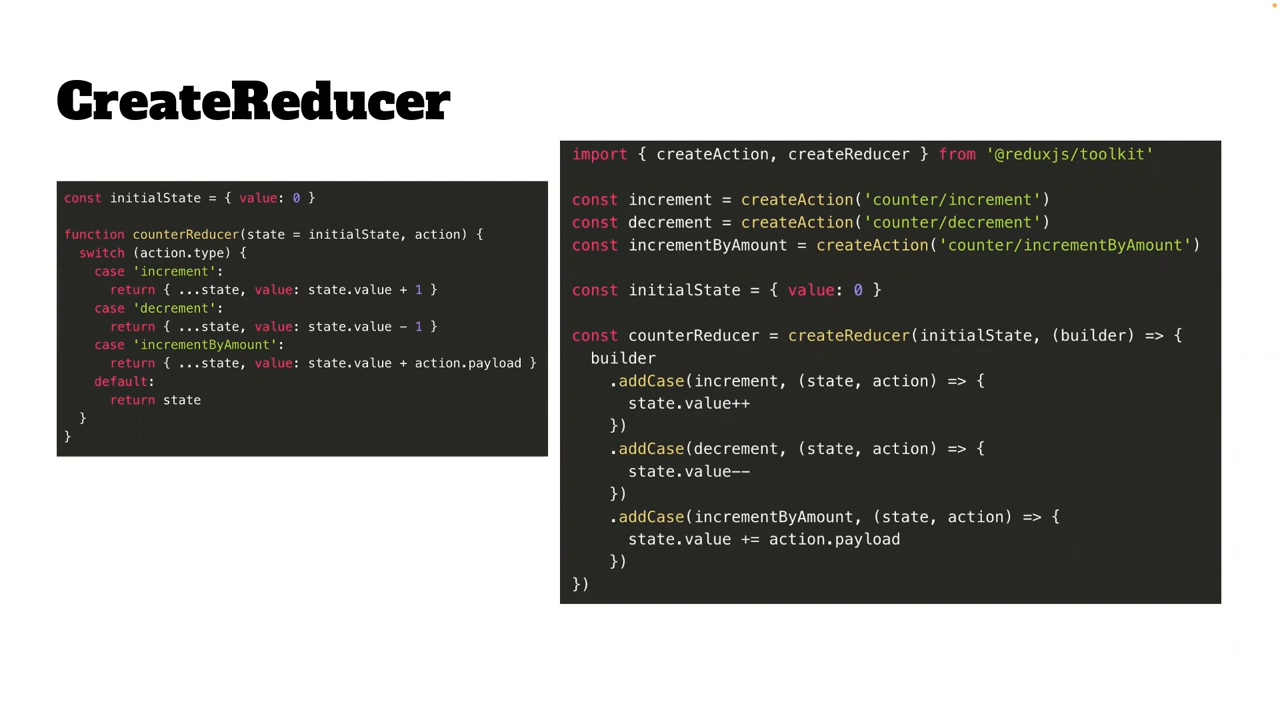 CreateReducer
const initialState = { value: 0 }
function counterReducer(state = initialState, action) {
  switch (action.type) {
    case 'increment':
      return { ...state, value: state.value + 1 }
    case 'decrement':
      return { ...state, value: state.value - 1 }
    case 'incrementByAmount':
      return { ...state, value: state.value + action.payload }
    default:
      return state
  }
}
import { createAction, createReducer } from '@reduxjs/toolkit'
const increment = createAction('counter/increment')
const decrement = createAction('counter/decrement')
const incrementByAmount = createAction('counter/incrementByAmount')
const initialState = { value: 0 }
const counterReducer = createReducer(initialState, (builder) => {
  builder
    .addCase(increment, (state, action) => {
      state.value++
    })
    .addCase(decrement, (state, action) => {
      state.value--
    })
    .addCase(incrementByAmount, (state, action) => {
      state.value += action.payload
    })
})